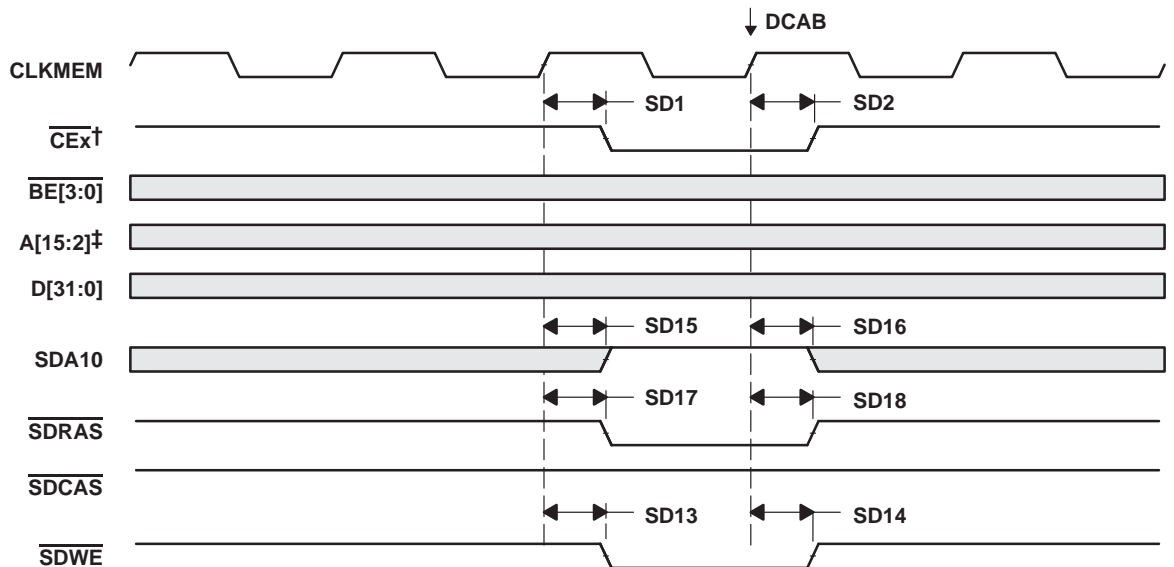 DCAB
CLKMEM
SD1 SD2
CEx†
BE[3:0]
A[15:2]‡
D[31:0]
SD15 SD16
SDA10
SD17 SD18
SDRAS
SDCAS
SD13 SD14
SDWE